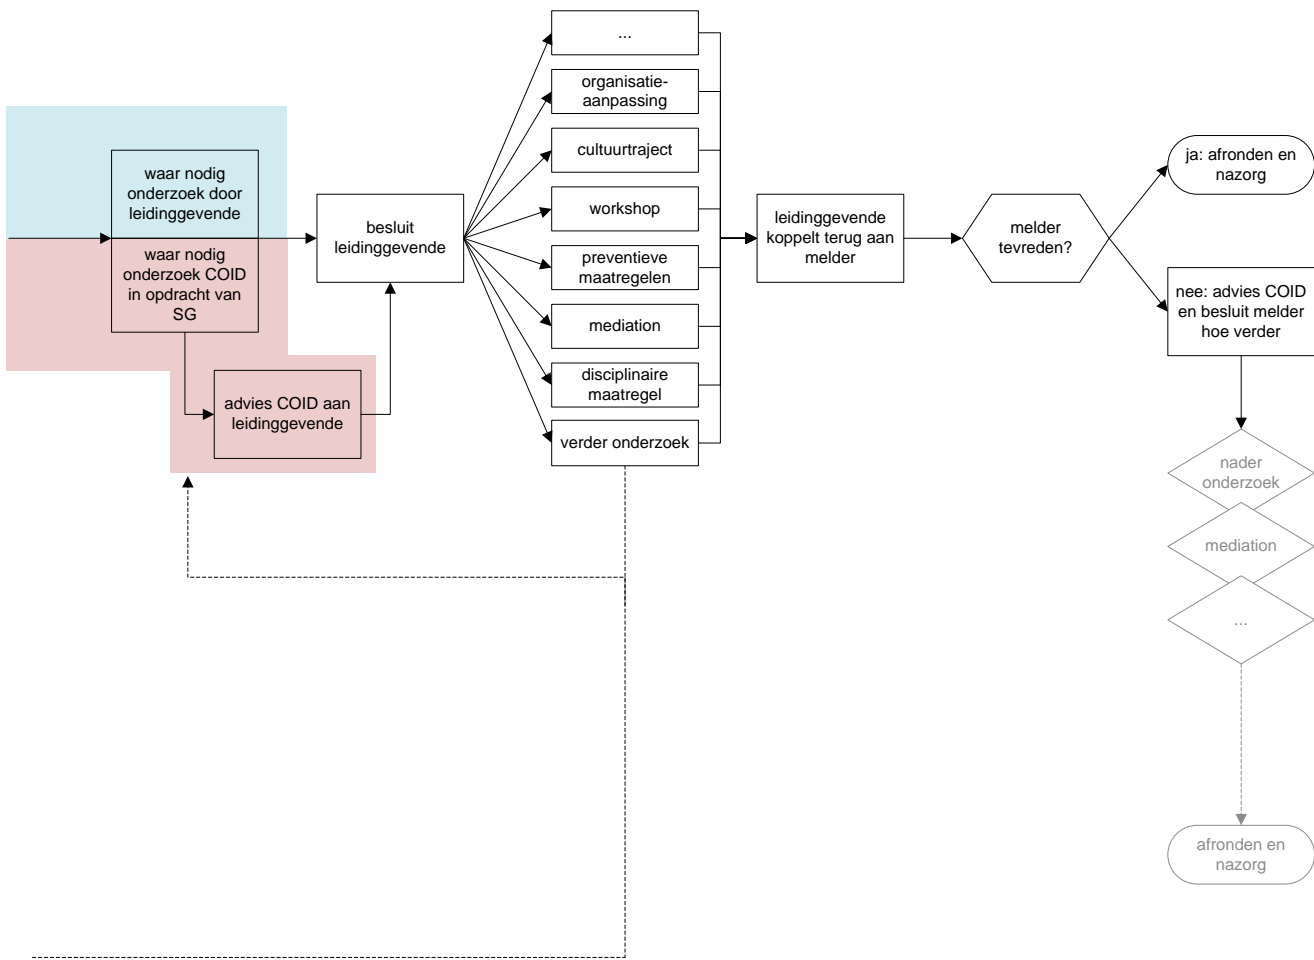 waar nodig
onderzoek door
leidinggevende
waar nodig
onderzoek COID
in opdracht van
SG
advies COID aan
leidinggevende
besluit
leidinggevende
...
organisatie-
aanpassing
cultuurtraject
workshop
preventieve
maatregelen
mediation
disciplinaire
maatregel
verder onderzoek
leidinggevende
koppelt terug aan
melder
melder
tevreden?
ja: afronden en
nazorg
nee: advies COID
en besluit melder
hoe verder
nader
onderzoek
mediation
...
afronden en
nazorg